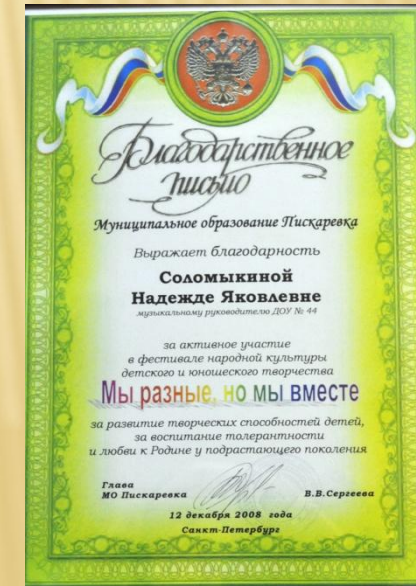 Благодарственное
письмо
Муниципальное образование Пискаревка
Выражает благодарность
Соломыкиной
Надежде Яковлевне
музыкальному руководителю ДОУ № 44
за активное участие
в фестивале народной культуры
детского и юношеского творчества
Мы разные, но мы вместе
за развитие творческих способностей детей,
за воспитание толерантности
и любви к Родине у подрастающего поколения
Глава
МО Пискаревка В.В.Сергеева
12 декабря 2008 года
Санкт-Петербург